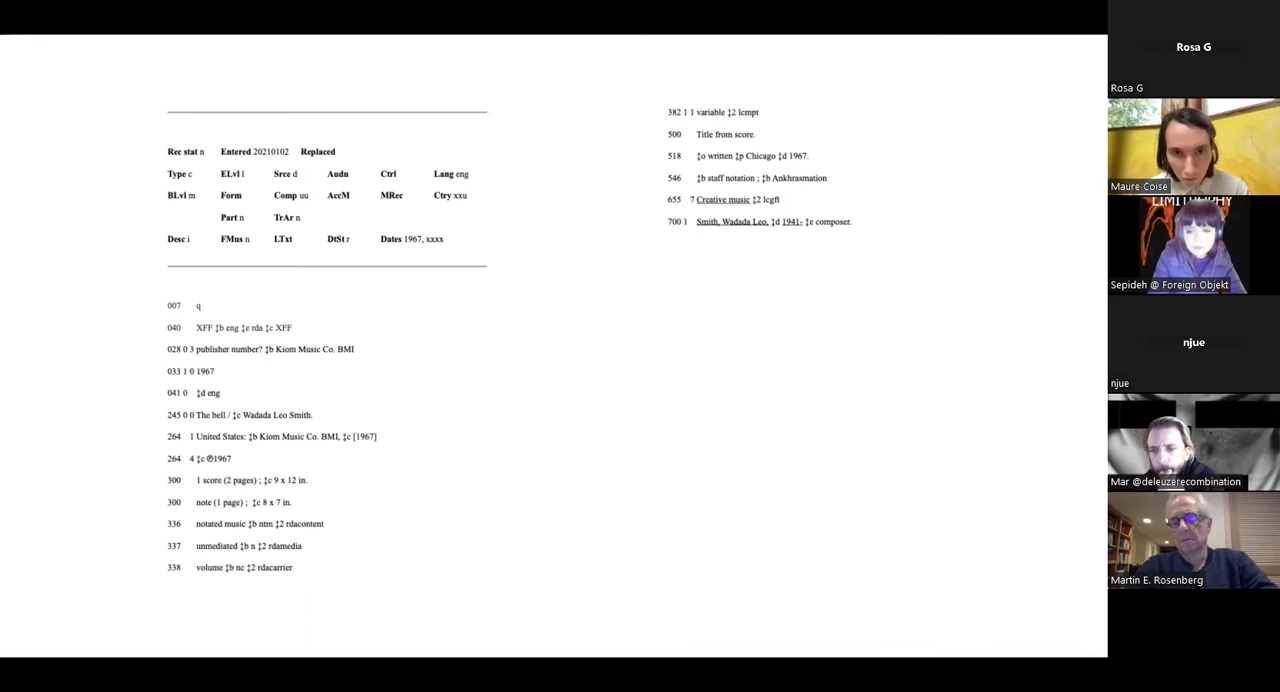 Rec stat n Entered 20210102 Replaced
Type c ELvl l Srce d Audn Ctrl Lang eng
BLvl m Form Comp uu AccM MRec Ctry xxu
Part n TrAr n
Desc i FMus n LTxt DtSt r Dates 1967, xxxx
007 q
040 XFF ‡b eng ‡e rda ‡c XFF
028 0 3 publisher number? ‡b Kiom Music Co. BMI
033 1 0 1967
041 0 ‡d eng
245 0 0 The bell / ‡c Wadada Leo Smith.
264 1 United States: ‡b Kiom Music Co. BMI, ‡c [1967]
264 4 ‡c ℗1967
300 1 score (2 pages) ; ‡c 9 x 12 in.
300 note (1 page) ; ‡c 8 x 7 in.
336 notated music ‡b ntm ‡2 rdacontent
337 unmediated ‡b n ‡2 rdamedia
338 volume ‡b nc ‡2 rdacarrier
382 1 1 variable ‡2 lcmpt
500 Title from score.
518 ‡o written ‡p Chicago ‡d 1967.
546 ‡b staff notation ; ‡b Ankhrasmation
655 7 Creative music ‡2 lcgft
700 1 Smith, Wadada Leo, ‡d 1941- ‡e composer.
Rosa G
Rosa G
Maure Coise
LIMITROPHY
Sepideh @ Foreign Objekt
njue
njue
Mar @deleuzerecombination
Martin E. Rosenberg